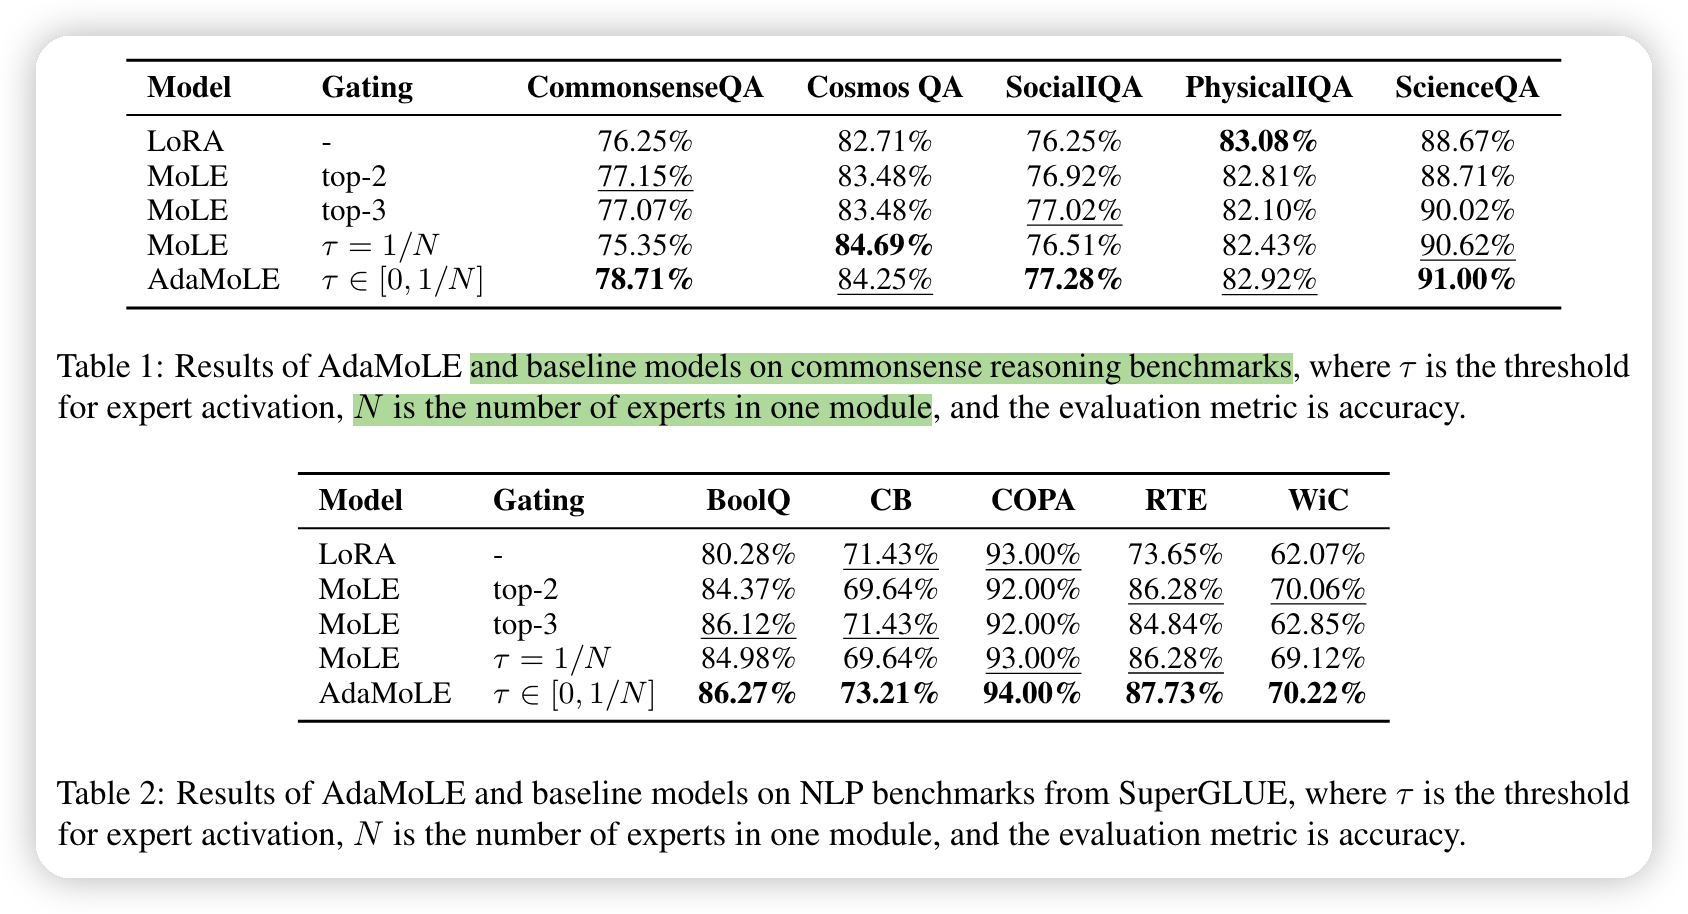 Model Gating CommonsenseQA Cosmos QA SocialIQA PhysicalIQA ScienceQA
LoRA - 76.25% 82.71% 76.25% 83.08% 88.67%
MoLE top-2 77.15% 83.48% 76.92% 82.81% 88.71%
MoLE top-3 77.07% 83.48% 77.02% 82.10% 90.02%
MoLE τ = 1/N 75.35% 84.69% 76.51% 82.43% 90.62%
AdaMoLE τ ∈ [0, 1/N] 78.71% 84.25% 77.28% 82.92% 91.00%
Table 1: Results of AdaMoLE and baseline models on commonsense reasoning benchmarks, where τ is the threshold
for expert activation, N is the number of experts in one module, and the evaluation metric is accuracy.
Model Gating BoolQ CB COPA RTE WiC
LoRA - 80.28% 71.43% 93.00% 73.65% 62.07%
MoLE top-2 84.37% 69.64% 92.00% 86.28% 70.06%
MoLE top-3 86.12% 71.43% 92.00% 84.84% 62.85%
MoLE τ = 1/N 84.98% 69.64% 93.00% 86.28% 69.12%
AdaMoLE τ ∈ [0, 1/N] 86.27% 73.21% 94.00% 87.73% 70.22%
Table 2: Results of AdaMoLE and baseline models on NLP benchmarks from SuperGLUE, where τ is the threshold
for expert activation, N is the number of experts in one module, and the evaluation metric is accuracy.